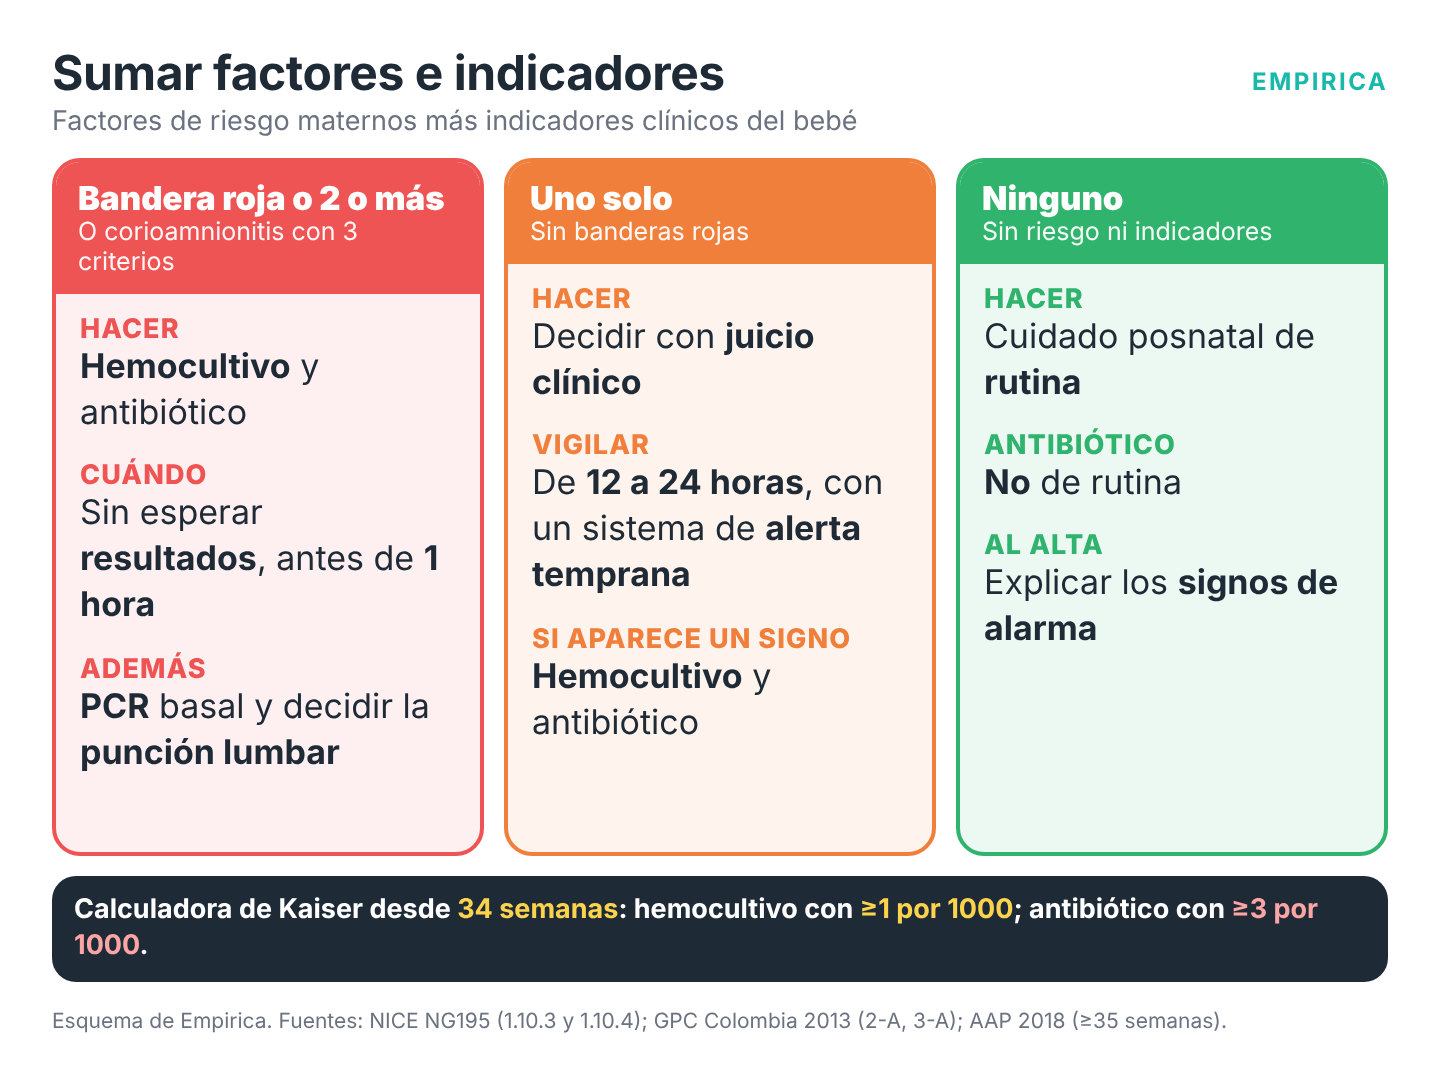 Sumar factores e indicadores
EMPIRICA
Factores de riesgo maternos más indicadores clínicos del bebé
Bandera roja o 2 o más
O corioamnionitis con 3
criterios
HACER
Hemocultivo y
antibiótico
CUÁNDO
Sin esperar
resultados, antes de 1
hora
ADEMÁS
PCR basal y decidir la
punción lumbar
Uno solo
Sin banderas rojas
HACER
Decidir con juicio
clínico
VIGILAR
De 12 a 24 horas, con
un sistema de alerta
temprana
SI APARECE UN SIGNO
Hemocultivo y
antibiótico
Ninguno
Sin riesgo ni indicadores
HACER
Cuidado posnatal de
rutina
ANTIBIÓTICO
No de rutina
AL ALTA
Explicar los signos de
alarma
Calculadora de Kaiser desde 34 semanas: hemocultivo con ≥1 por 1000; antibiótico con ≥3 por
1000.
Esquema de Empirica. Fuentes: NICE NG195 (1.10.3 y 1.10.4); GPC Colombia 2013 (2-A, 3-A); AAP 2018 (≥35 semanas).